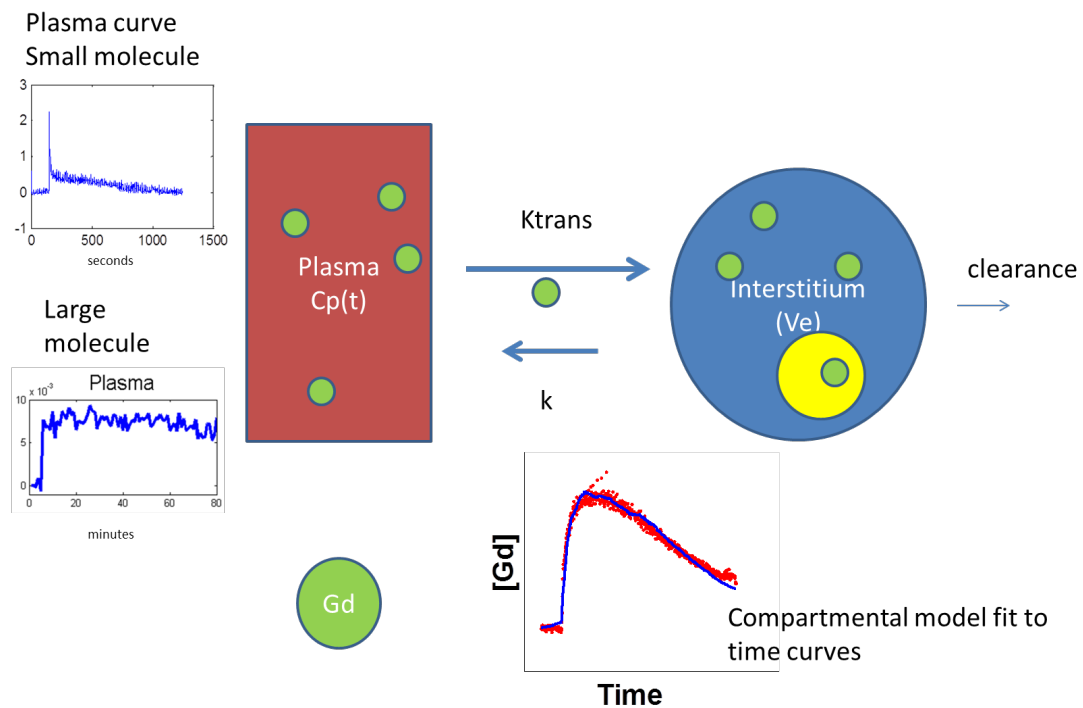 Plasma curve
Small molecule
3
2
1
0
-1
0 500 1000 1500
seconds
Large
molecule
Plasma
x 10⁻³
10
5
0
0 20 40 60 80
minutes
Plasma
Cp(t)
Ktrans
k
Interstitium
(Ve)
clearance
Gd
[Gd]
Time
Compartmental model fit to
time curves